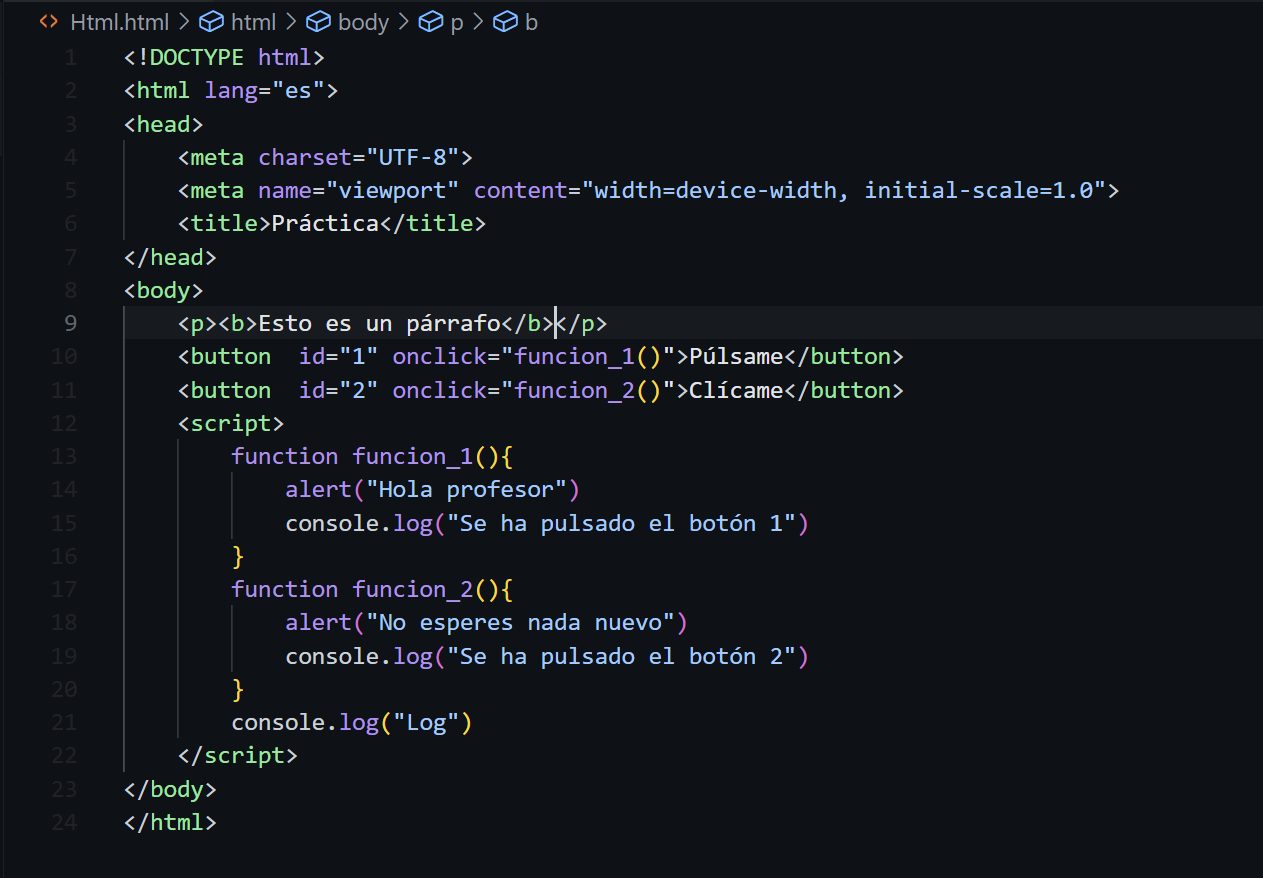 Html.html > html > body > p > b
1 <!DOCTYPE html>
2 <html lang="es">
3 <head>
4     <meta charset="UTF-8">
5     <meta name="viewport" content="width=device-width, initial-scale=1.0">
6     <title>Práctica</title>
7 </head>
8 <body>
9     <p><b>Esto es un párrafo</b></p>
10     <button  id="1" onclick="funcion_1()">Púlsame</button>
11     <button  id="2" onclick="funcion_2()">Clícame</button>
12     <script>
13         function funcion_1(){
14             alert("Hola profesor")
15             console.log("Se ha pulsado el botón 1")
16         }
17         function funcion_2(){
18             alert("No esperes nada nuevo")
19             console.log("Se ha pulsado el botón 2")
20         }
21         console.log("Log")
22     </script>
23 </body>
24 </html>